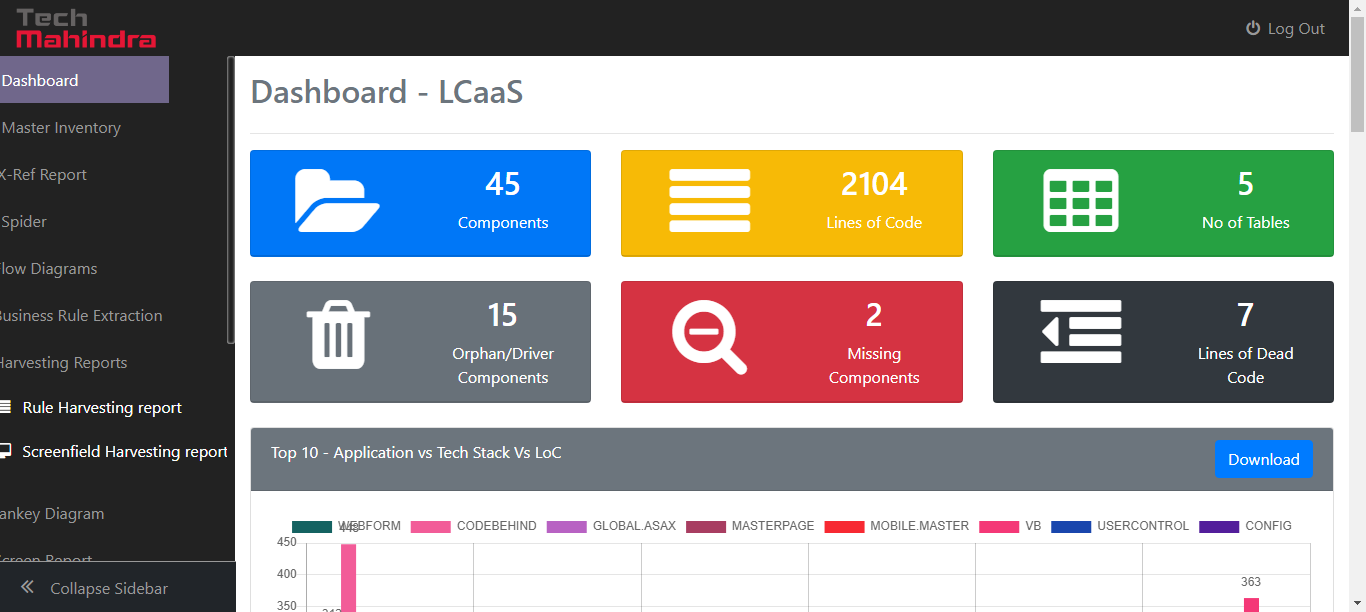 Tech
Mahindra
Log Out
Dashboard
Master Inventory
X-Ref Report
Spider
low Diagrams
usiness Rule Extraction
arvesting Reports
Rule Harvesting report
Screenfield Harvesting report
ankey Diagram
creen Report
Collapse Sidebar
Dashboard - LCaaS
45
Components
2104
Lines of Code
5
No of Tables
15
Orphan/Driver
Components
2
Missing
Components
7
Lines of Dead
Code
Top 10 - Application vs Tech Stack Vs LoC
Download
WEBFORM CODEBEHIND GLOBAL.ASAX MASTERPAGE MOBILE.MASTER VB USERCONTROL CONFIG
450
400
363
350